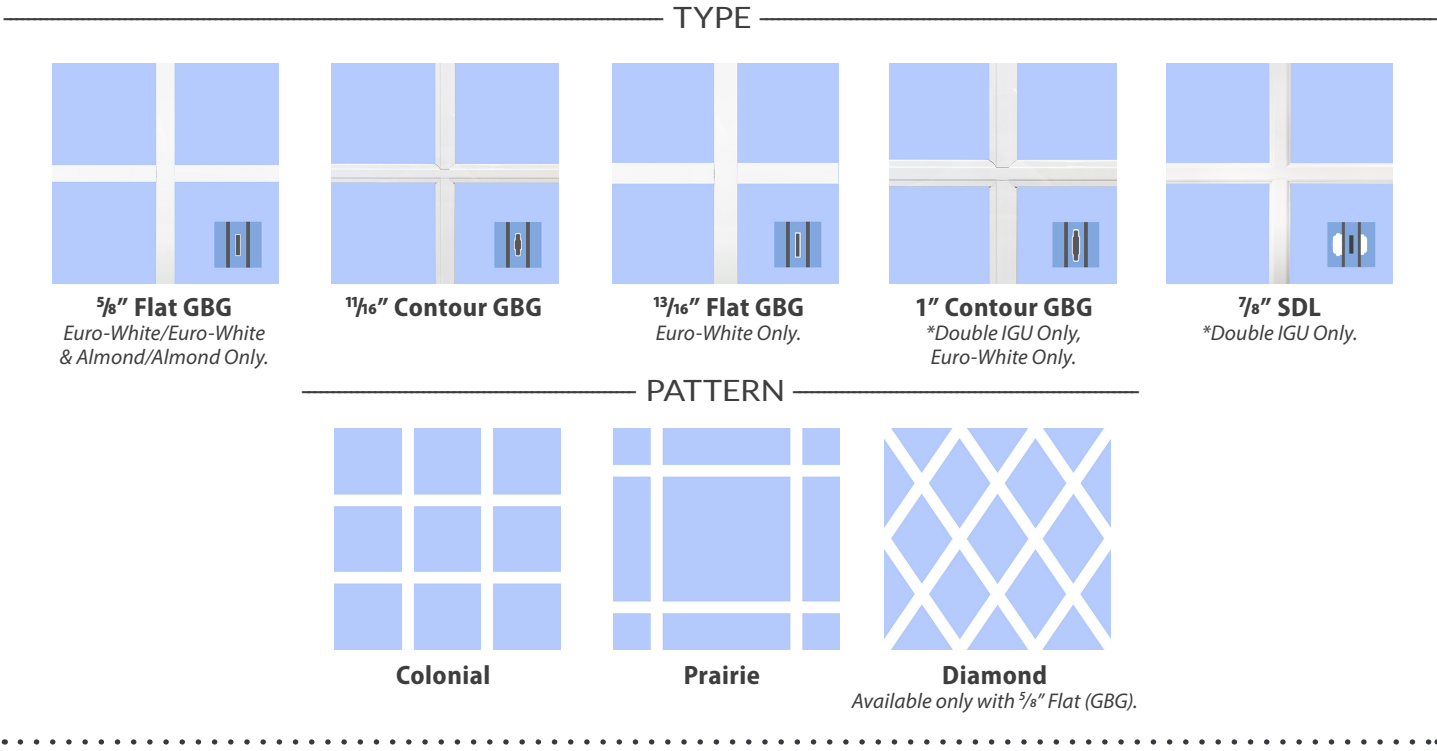 TYPE
⁵/₈″ Flat GBG
Euro-White/Euro-White
& Almond/Almond Only.
¹¹/₁₆″ Contour GBG
¹³/₁₆″ Flat GBG
Euro-White Only.
1″ Contour GBG
*Double IGU Only,
Euro-White Only.
⁷/₈″ SDL
*Double IGU Only.
PATTERN
Colonial
Prairie
Diamond
Available only with ⁵/₈″ Flat (GBG).